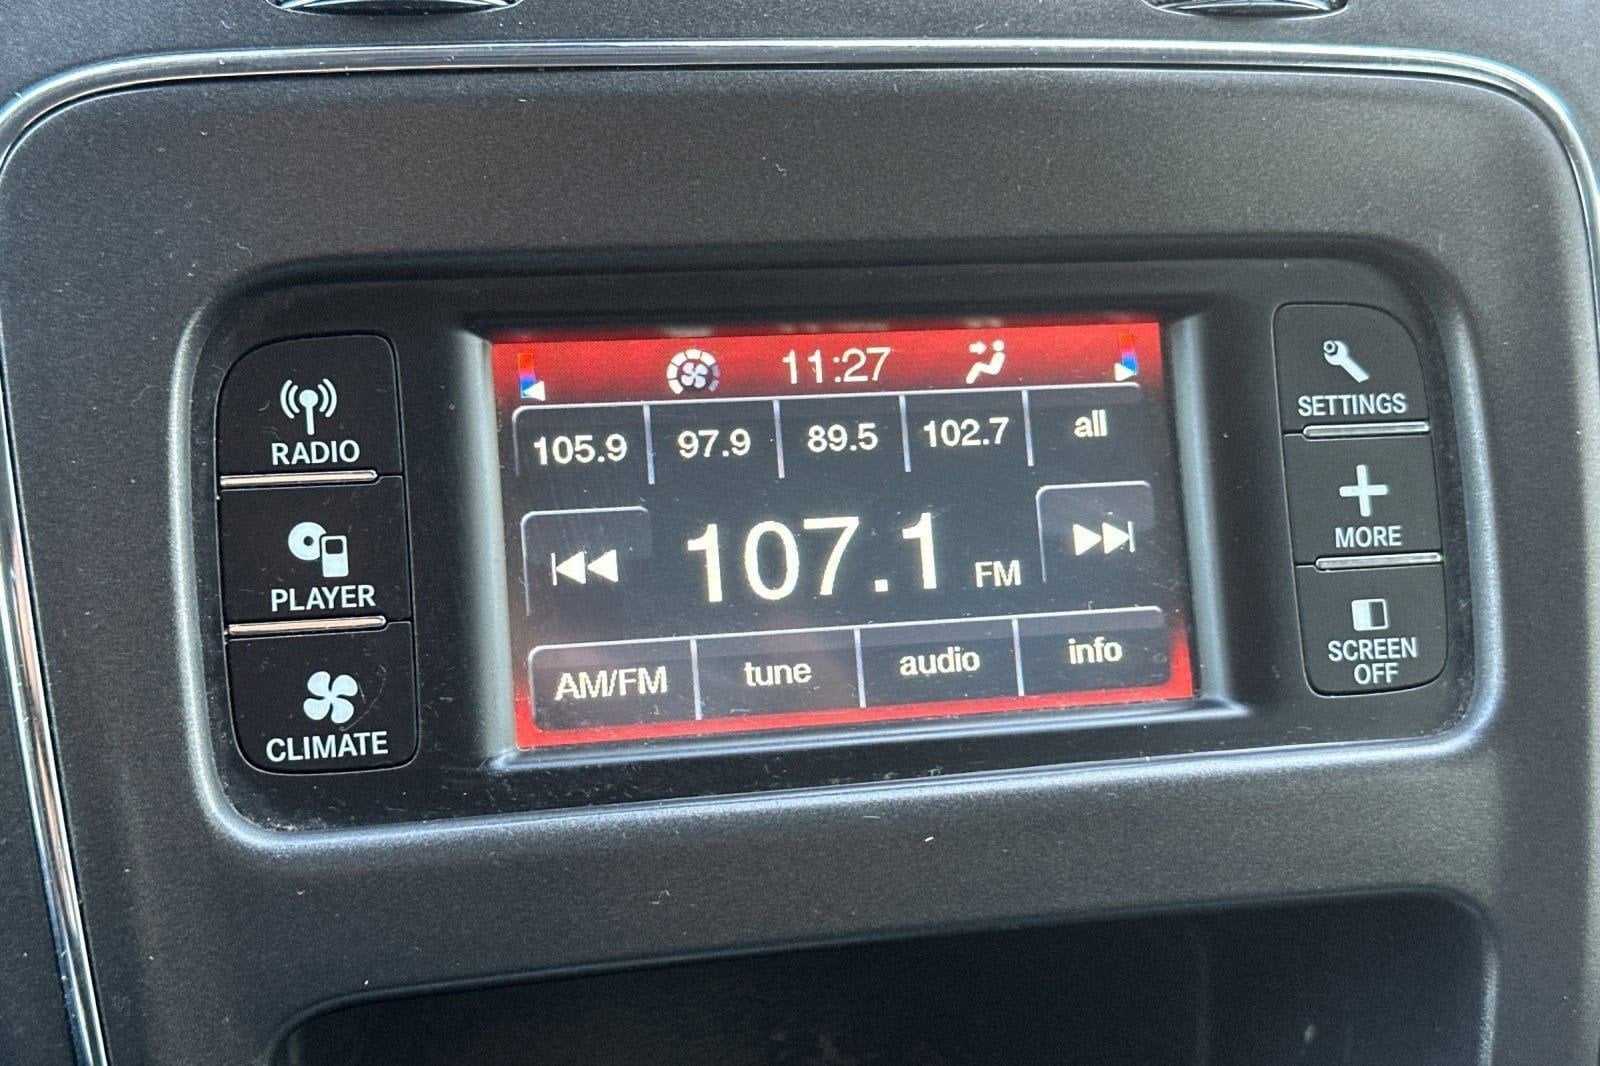 11:27
105.9 97.9 89.5 102.7 all
107.1 FM
AM/FM tune audio info
RADIO
PLAYER
CLIMATE
SETTINGS
MORE
SCREEN
OFF